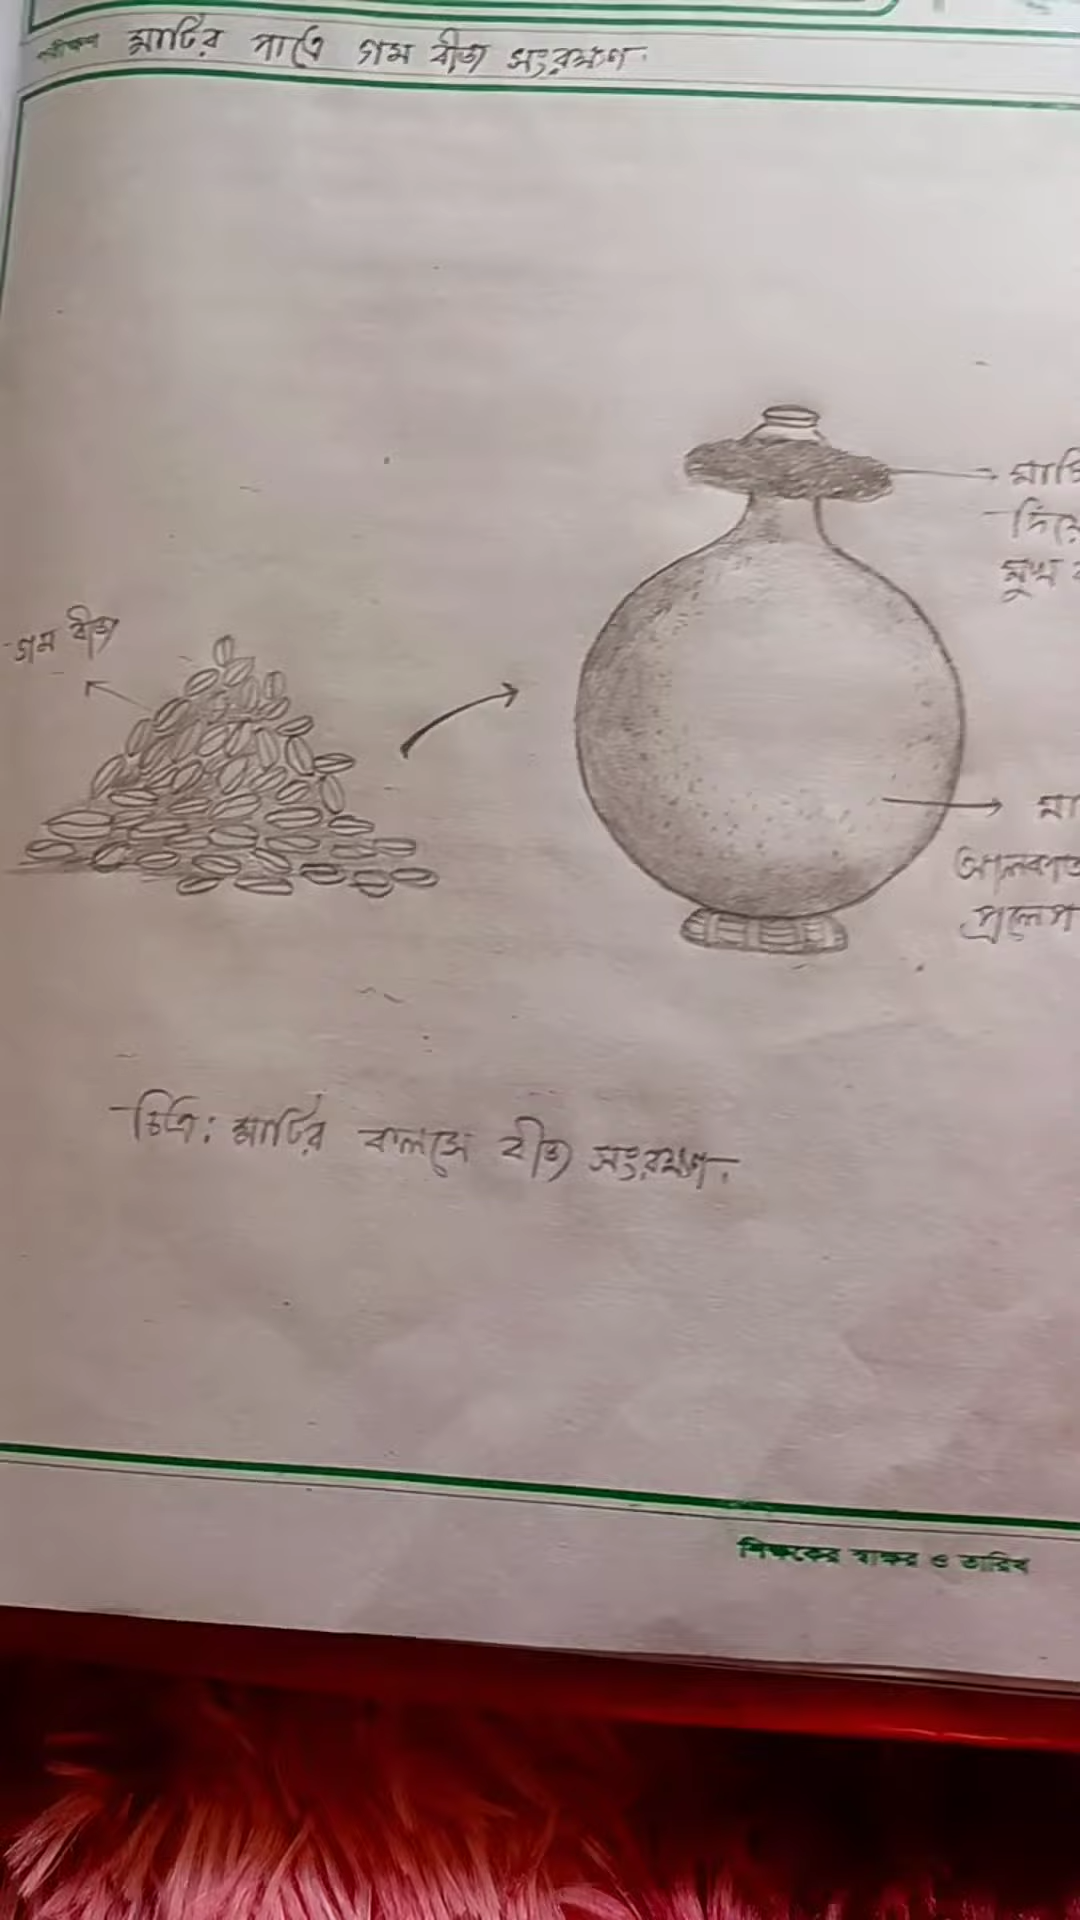 মাটির পাত্রে গম বীজ সংরক্ষণ.
মাটি
দিয়ে
মুখ
গম বীজ
মা
আলকাত
প্রলেপ
চিত্র: মাটির কলসে বীজ সংরক্ষণ.
শিক্ষকের স্বাক্ষর ও তারিখ